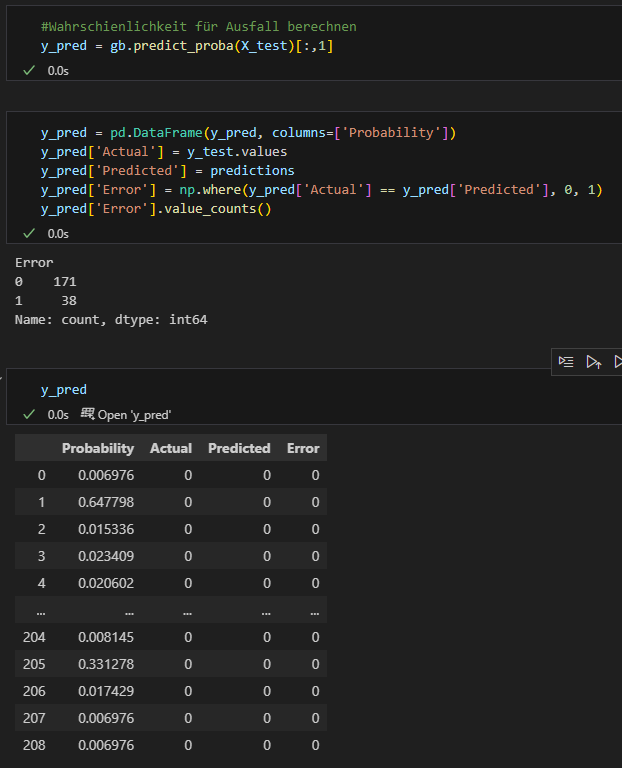 #Wahrschienlichkeit für Ausfall berechnen
y_pred = gb.predict_proba(X_test)[:,1]
0.0s
y_pred = pd.DataFrame(y_pred, columns=['Probability'])
y_pred['Actual'] = y_test.values
y_pred['Predicted'] = predictions
y_pred['Error'] = np.where(y_pred['Actual'] == y_pred['Predicted'], 0, 1)
y_pred['Error'].value_counts()
0.0s
Error
0 171
1 38
Name: count, dtype: int64
y_pred
0.0s Open 'y_pred'
Probability Actual Predicted Error
0 0.006976 0 0 0
1 0.647798 0 0 0
2 0.015336 0 0 0
3 0.023409 0 0 0
4 0.020602 0 0 0
... ... ... ... ...
204 0.008145 0 0 0
205 0.331278 0 0 0
206 0.017429 0 0 0
207 0.006976 0 0 0
208 0.006976 0 0 0